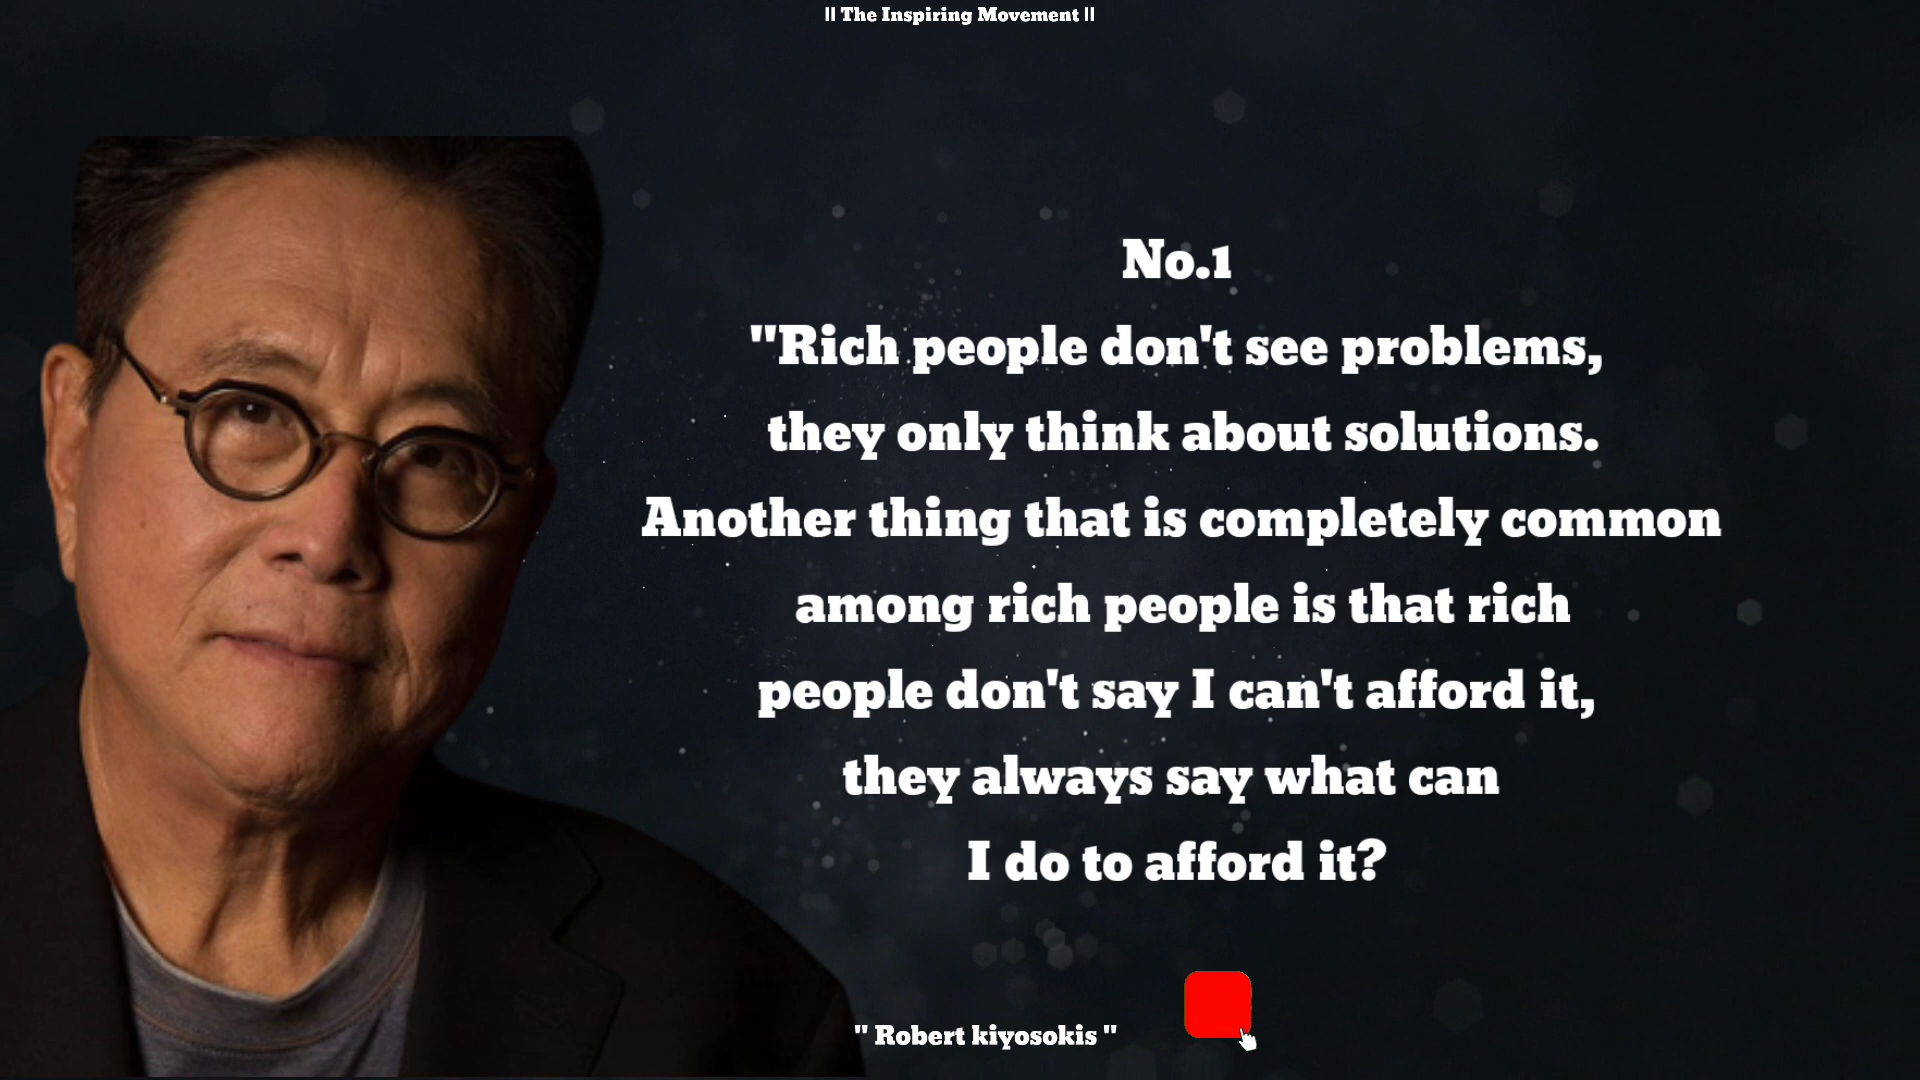 || The Inspiring Movement ||
No.1
"Rich people don't see problems,
they only think about solutions.
Another thing that is completely common
among rich people is that rich
people don't say I can't afford it,
they always say what can
I do to afford it?
" Robert kiyosokis "